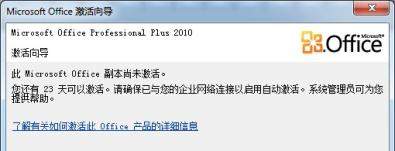 Microsoft Office 激活向导
Microsoft Office Professional Plus 2010
激活向导
Microsoft
Office
此 Microsoft Office 副本尚未激活。
您还有 23 天可以激活。请确保已与您的企业网络连接以启用自动激活。系统管理员可为您
提供帮助。
了解有关如何激活此 Office 产品的详细信息